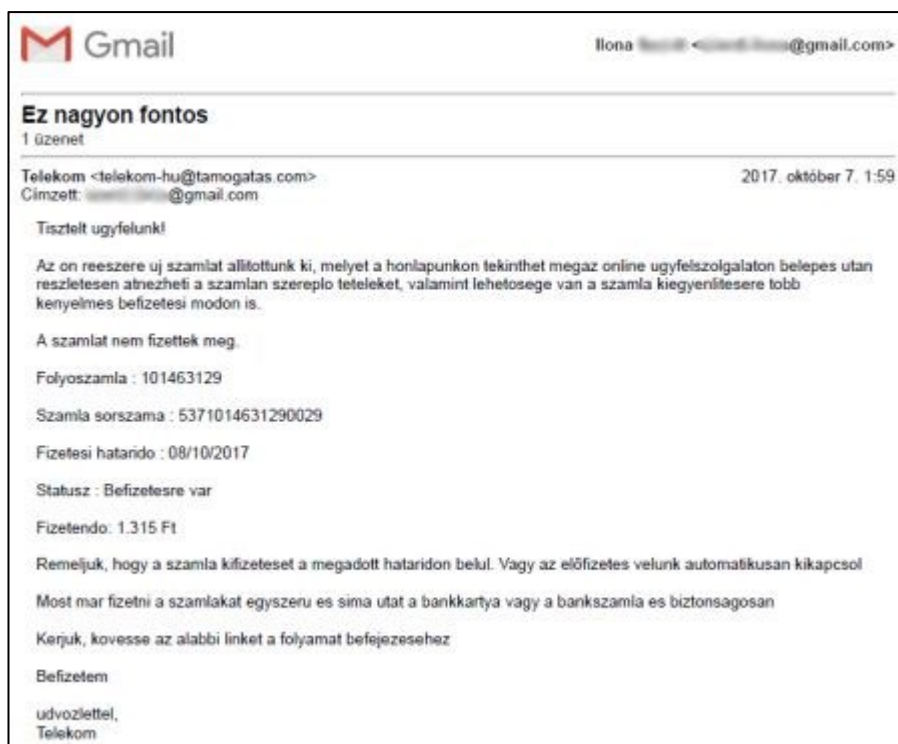 Gmail
Ilona < @gmail.com>
Ez nagyon fontos
1 üzenet
Telekom <telekom-hu@tamogatas.com>
2017. október 7. 1:59
Címzett: @gmail.com
Tisztelt ugyfelunk!
Az on reeszere uj szamlat allitottunk ki, melyet a honlapunkon tekinthet megaz online ugyfelszolgalaton belepes utan
reszletesen atnezheti a szamlan szereplo teteleket, valamint lehetosege van a szamla kiegyenlitesere tobb
kenyelmes befizetesi modon is.
A szamlat nem fizettek meg.
Folyoszamla : 101463129
Szamla sorszama : 5371014631290029
Fizetesi hatarido : 08/10/2017
Statusz : Befizetesre var
Fizetendo: 1.315 Ft
Remeljuk, hogy a szamla kifizeteset a megadott hataridon belul. Vagy az előfizetes velunk automatikusan kikapcsol
Most mar fizetni a szamlakat egyszeru es sima utat a bankkartya vagy a bankszamla es biztonsagosan
Kerjuk, kovesse az alabbi linket a folyamat befejezesehez
Befizetem
udvozlettel,
Telekom